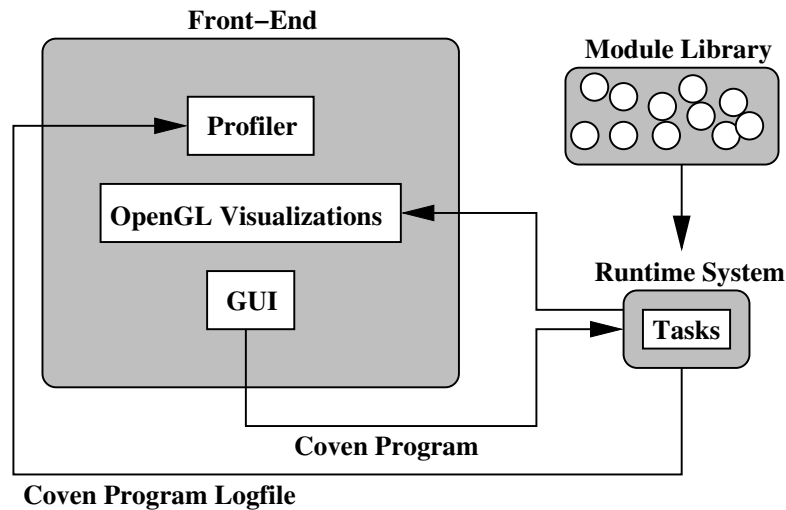 Front−End
Module Library
Profiler
OpenGL Visualizations
Runtime System
GUI
Tasks
Coven Program
Coven Program Logfile